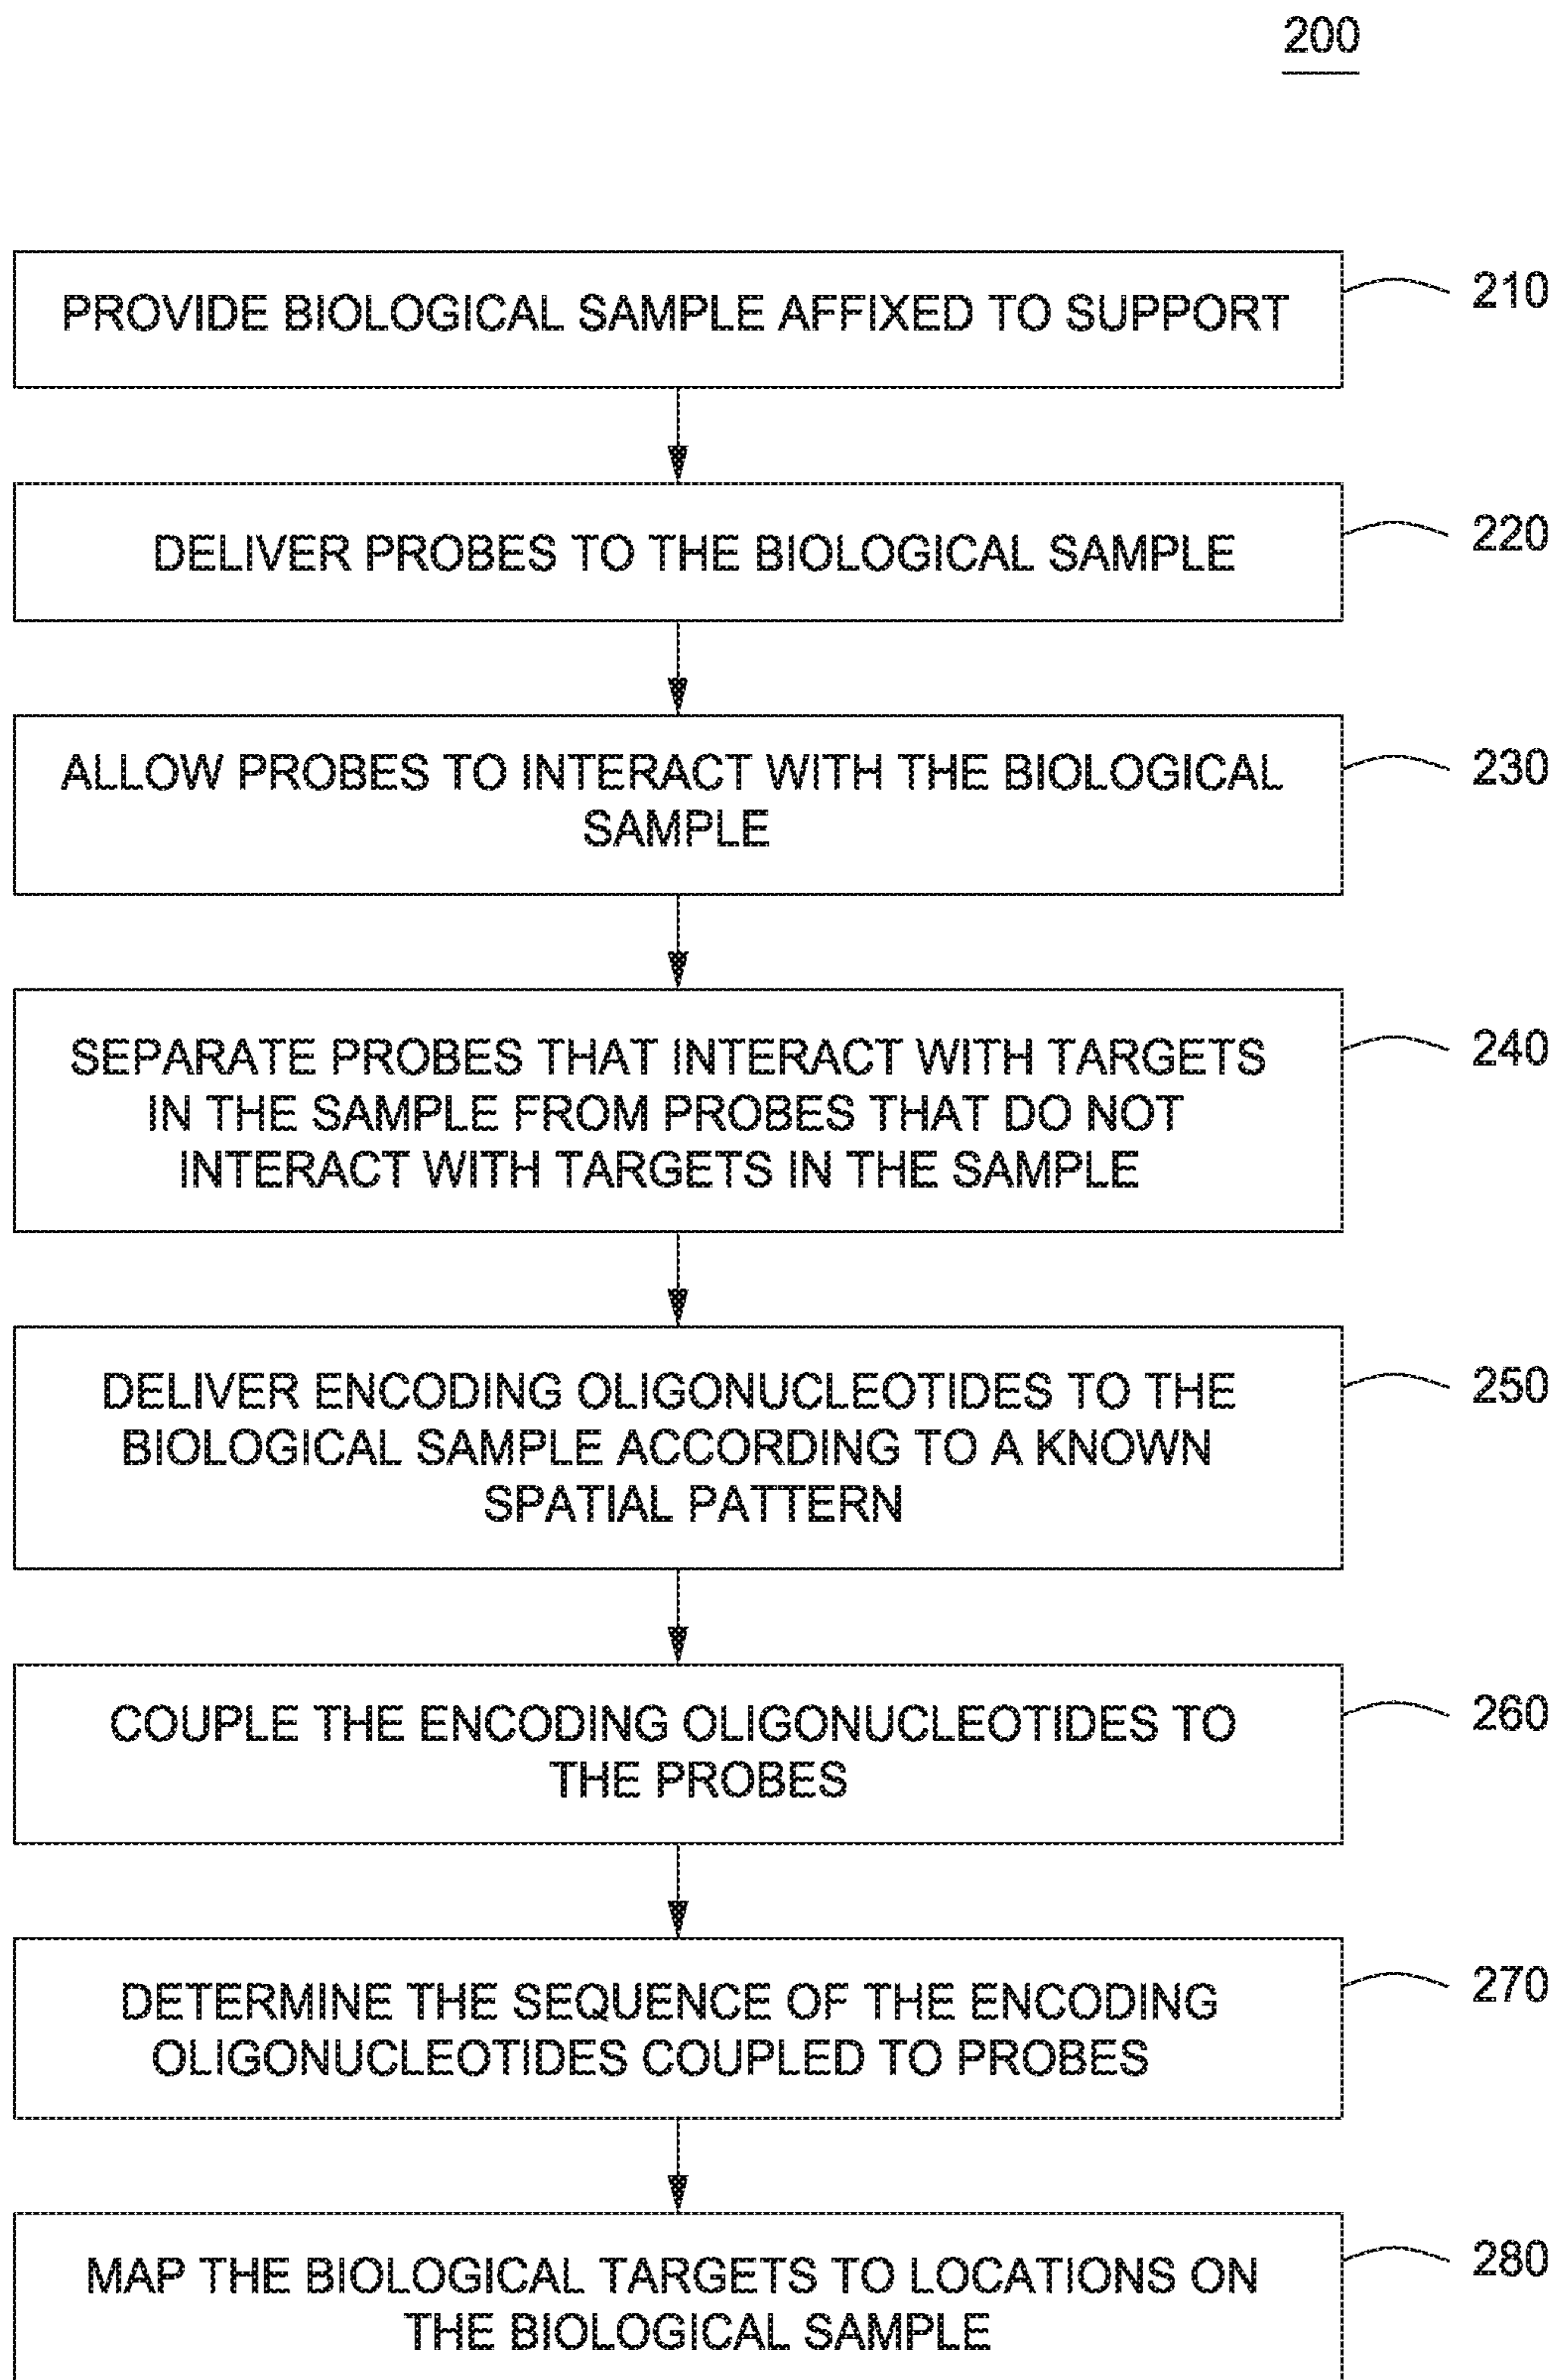 200
PROVIDE BIOLOGICAL SAMPLE AFFIXED TO SUPPORT
210
DELIVER PROBES TO THE BIOLOGICAL SAMPLE
220
ALLOW PROBES TO INTERACT WITH THE BIOLOGICAL
SAMPLE
230
SEPARATE PROBES THAT INTERACT WITH TARGETS
IN THE SAMPLE FROM PROBES THAT DO NOT
INTERACT WITH TARGETS IN THE SAMPLE
240
DELIVER ENCODING OLIGONUCLEOTIDES TO THE
BIOLOGICAL SAMPLE ACCORDING TO A KNOWN
SPATIAL PATTERN
250
COUPLE THE ENCODING OLIGONUCLEOTIDES TO
THE PROBES
260
DETERMINE THE SEQUENCE OF THE ENCODING
OLIGONUCLEOTIDES COUPLED TO PROBES
270
MAP THE BIOLOGICAL TARGETS TO LOCATIONS ON
THE BIOLOGICAL SAMPLE
280